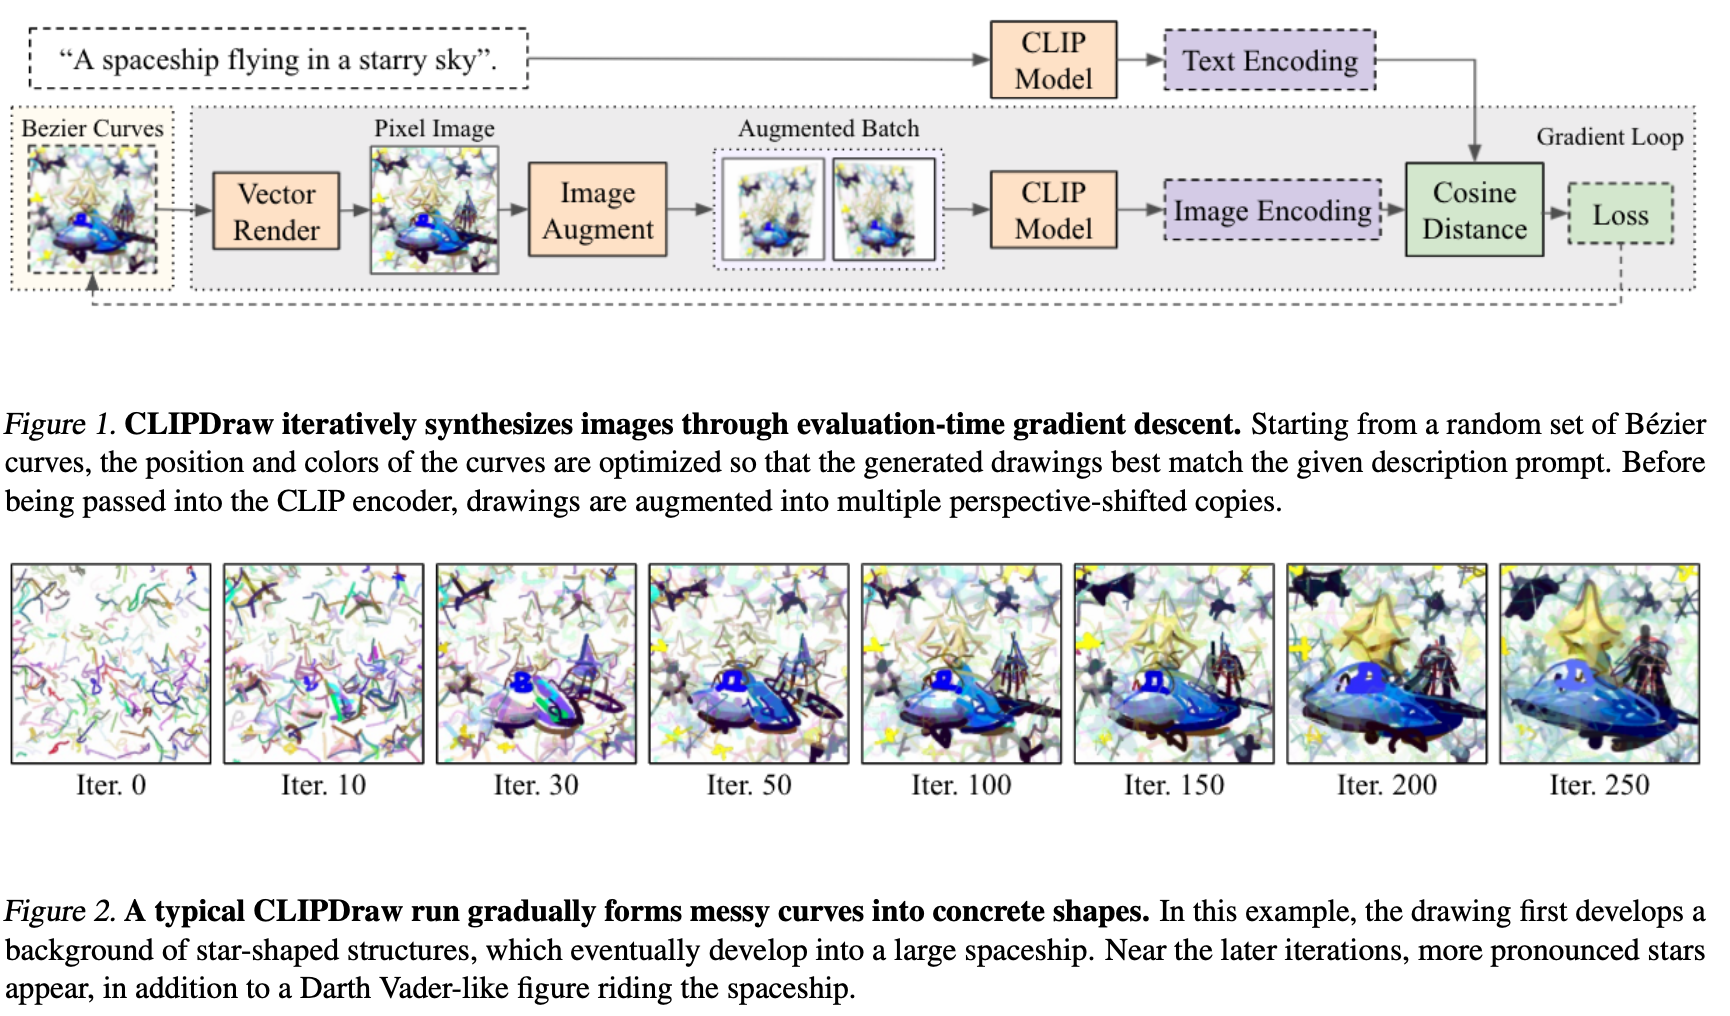 “A spaceship flying in a starry sky”.
CLIP
Model
Text Encoding
Bezier Curves
Pixel Image
Augmented Batch
Gradient Loop
Vector
Render
Image
Augment
CLIP
Model
Image Encoding
Cosine
Distance
Loss
Figure 1. CLIPDraw iteratively synthesizes images through evaluation-time gradient descent. Starting from a random set of Bézier
curves, the position and colors of the curves are optimized so that the generated drawings best match the given description prompt. Before
being passed into the CLIP encoder, drawings are augmented into multiple perspective-shifted copies.
Iter. 0
Iter. 10
Iter. 30
Iter. 50
Iter. 100
Iter. 150
Iter. 200
Iter. 250
Figure 2. A typical CLIPDraw run gradually forms messy curves into concrete shapes. In this example, the drawing first develops a
background of star-shaped structures, which eventually develop into a large spaceship. Near the later iterations, more pronounced stars
appear, in addition to a Darth Vader-like figure riding the spaceship.